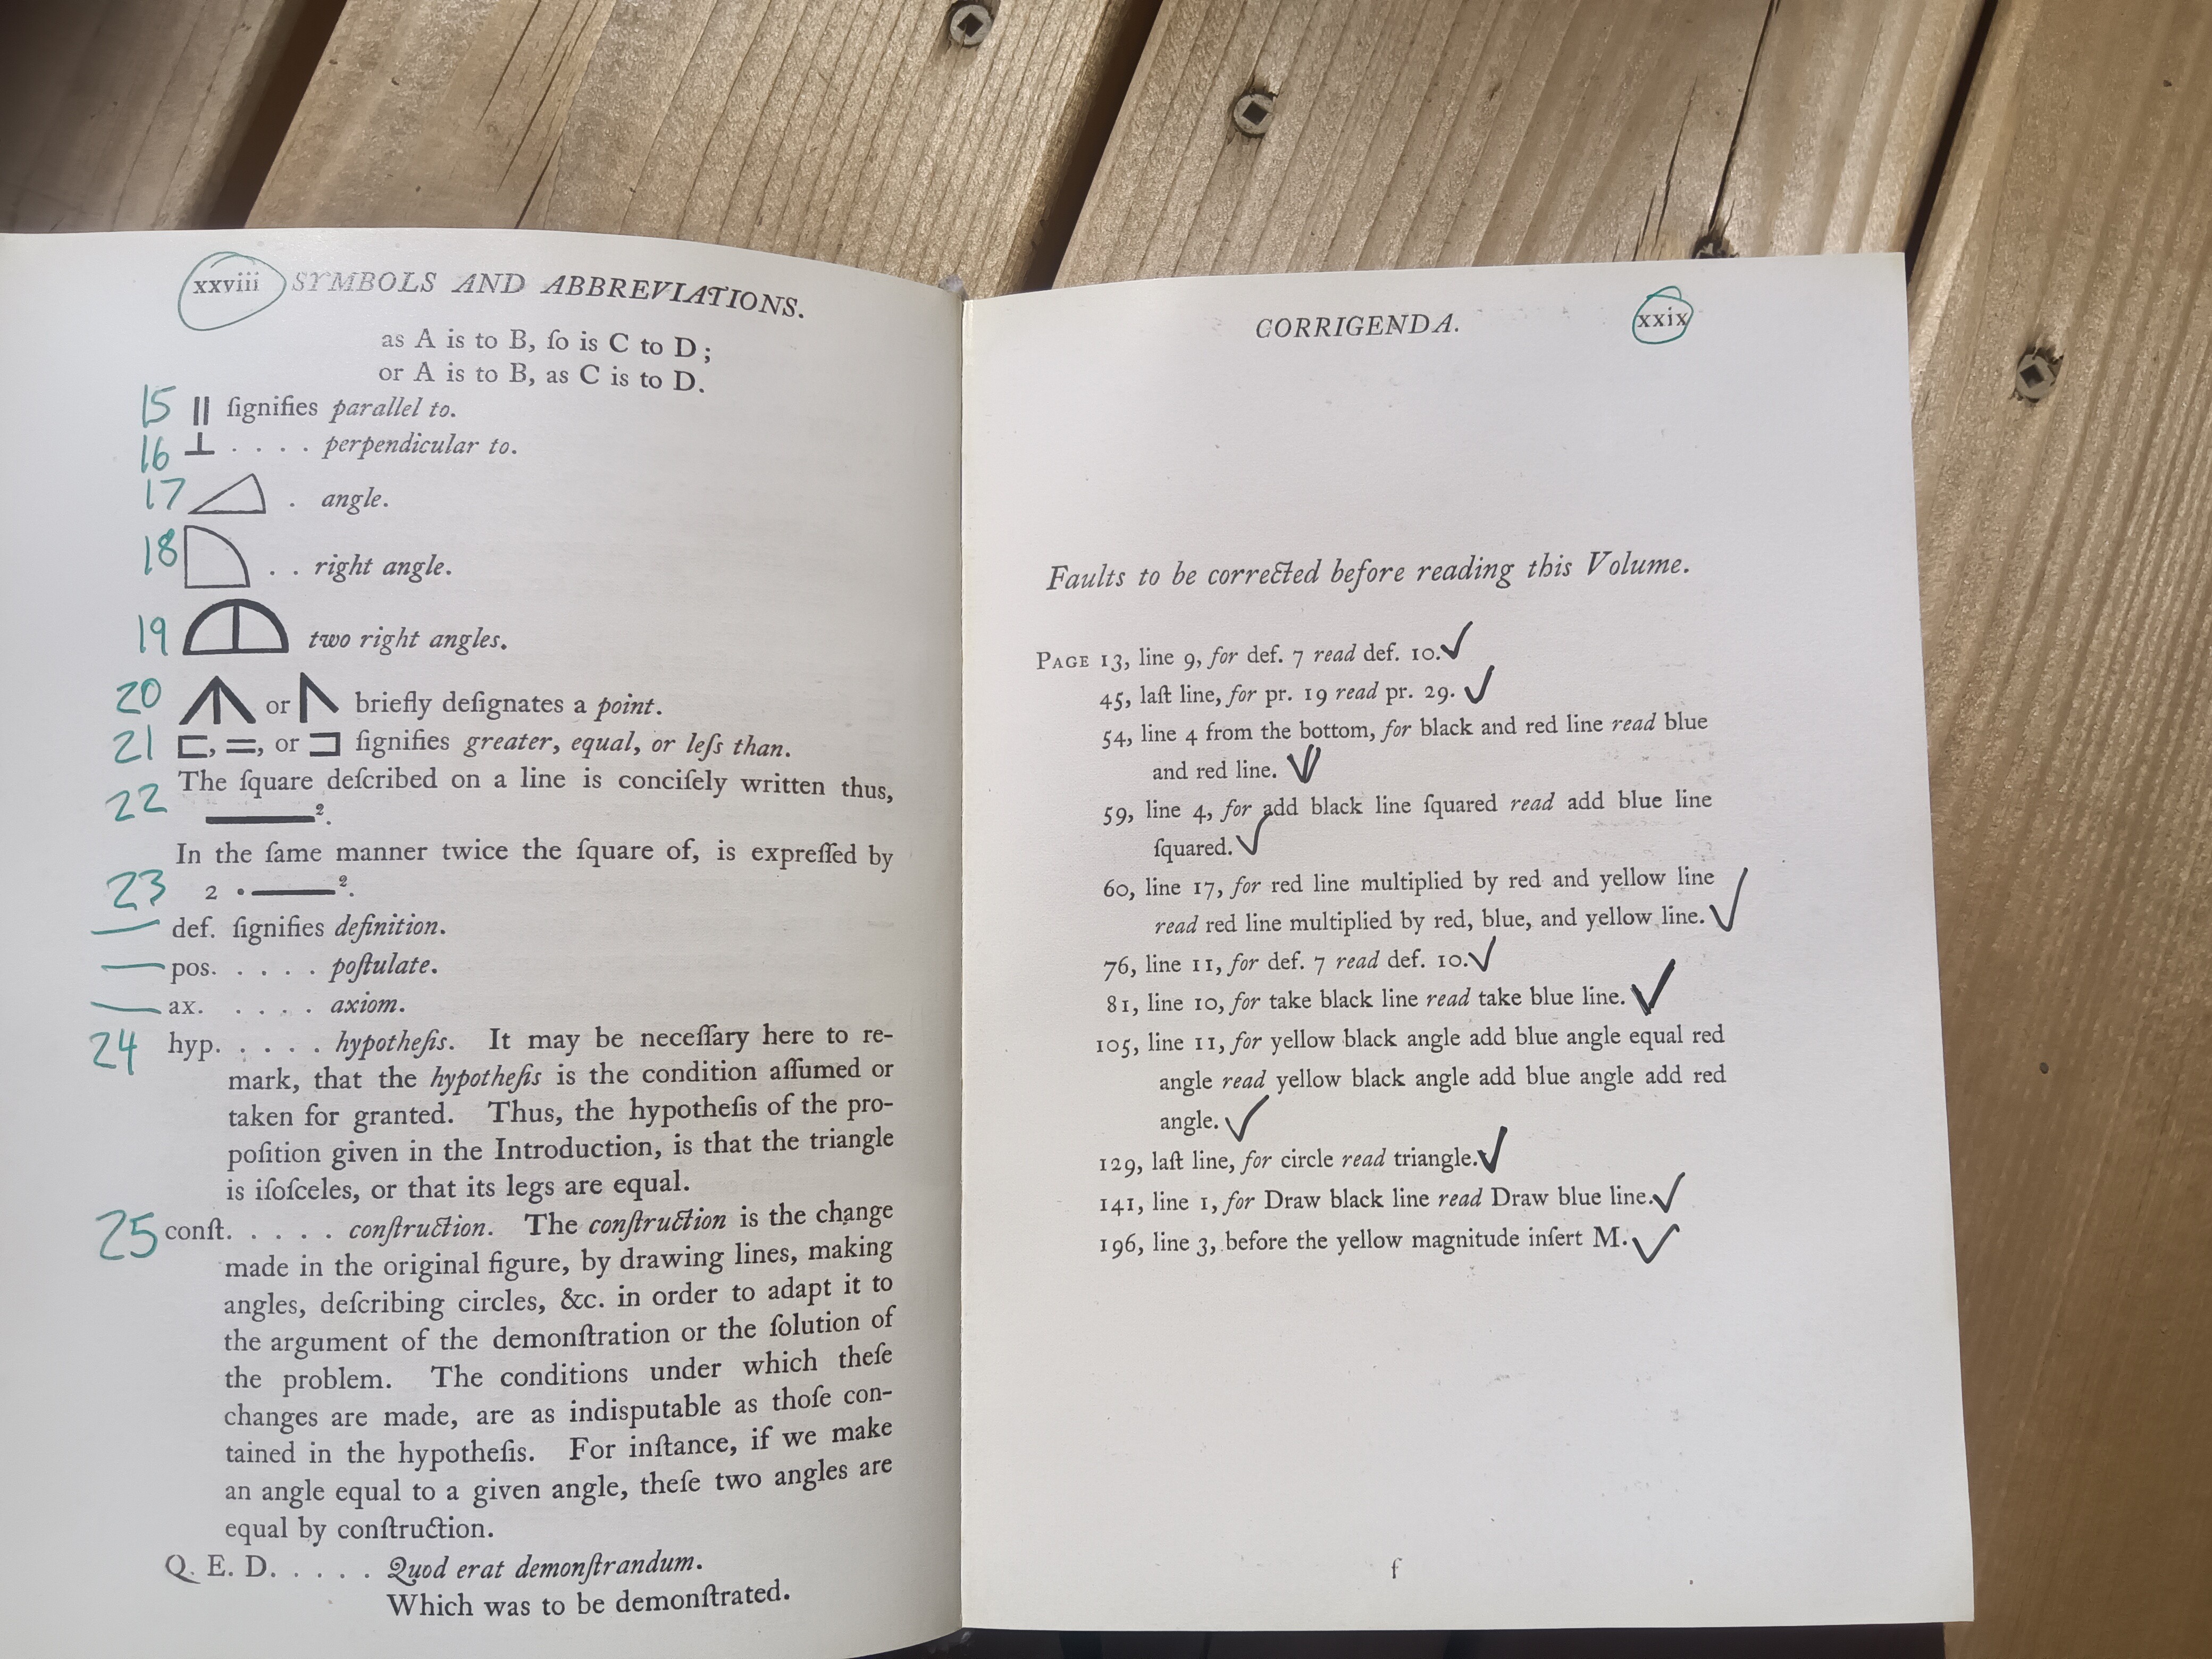 xxviii SYMBOLS AND ABBREVIATIONS.
as A is to B, ſo is C to D;
or A is to B, as C is to D.
15 || ſignifies parallel to.
16 ⊥ . . . . perpendicular to.
17 . angle.
18 . . right angle.
19 two right angles.
20 or briefly deſignates a point.
21 ⊏, =, or ⊐ ſignifies greater, equal, or leſs than.
The ſquare deſcribed on a line is conciſely written thus,
22 ——².
In the ſame manner twice the ſquare of, is expreſſed by
23 2 · ——².
— def. ſignifies definition.
— pos. . . . . poſtulate.
— ax. . . . . axiom.
24 hyp. . . . . hypotheſis. It may be neceſſary here to re-
mark, that the hypotheſis is the condition aſſumed or
taken for granted. Thus, the hypotheſis of the pro-
poſition given in the Introduction, is that the triangle
is iſoſceles, or that its legs are equal.
25 conſt. . . . . conſtruction. The conſtruction is the change
made in the original figure, by drawing lines, making
angles, deſcribing circles, &c. in order to adapt it to
the argument of the demonſtration or the ſolution of
the problem. The conditions under which theſe
changes are made, are as indisputable as thoſe con-
tained in the hypotheſis. For inſtance, if we make
an angle equal to a given angle, theſe two angles are
equal by conſtruction.
Q. E. D. . . . . . Quod erat demonſtrandum.
Which was to be demonſtrated.
CORRIGENDA. xxix
Faults to be corrected before reading this Volume.
PAGE 13, line 9, for def. 7 read def. 10. ✓
45, laſt line, for pr. 19 read pr. 29. ✓
54, line 4 from the bottom, for black and red line read blue
and red line. ✓
59, line 4, for add black line ſquared read add blue line
ſquared. ✓
60, line 17, for red line multiplied by red and yellow line
read red line multiplied by red, blue, and yellow line. ✓
76, line 11, for def. 7 read def. 10. ✓
81, line 10, for take black line read take blue line. ✓
105, line 11, for yellow black angle add blue angle equal red
angle read yellow black angle add blue angle add red
angle. ✓
129, laſt line, for circle read triangle. ✓
141, line 1, for Draw black line read Draw blue line. ✓
196, line 3, before the yellow magnitude inſert M. ✓
f